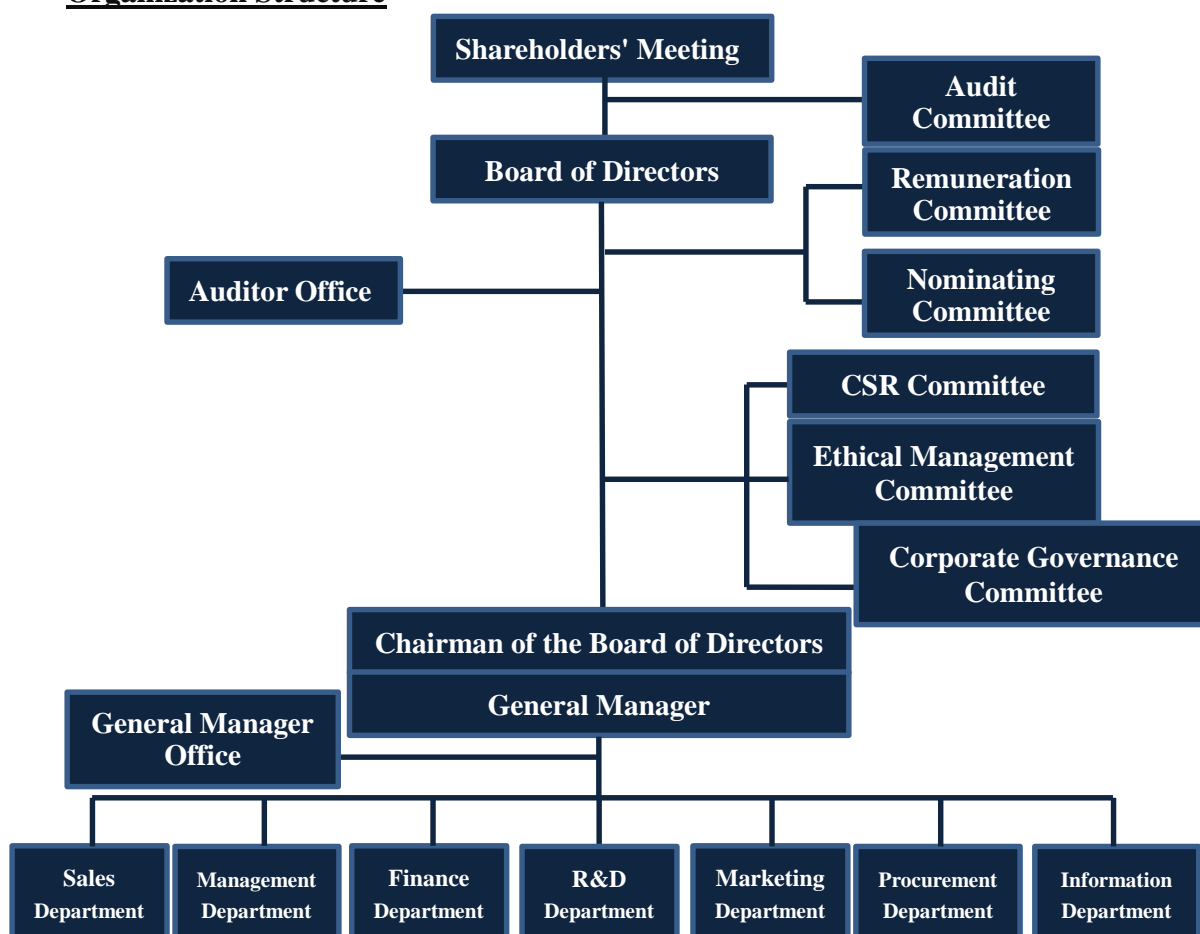 Organization Structure
Shareholders' Meeting
Audit
Committee
Board of Directors
Remuneration
Committee
Auditor Office
Nominating
Committee
CSR Committee
Ethical Management
Committee
Corporate Governance
Committee
Chairman of the Board of Directors
General Manager
General Manager
Office
Sales
Department
Management
Department
Finance
Department
R&D
Department
Marketing
Department
Procurement
Department
Information
Department